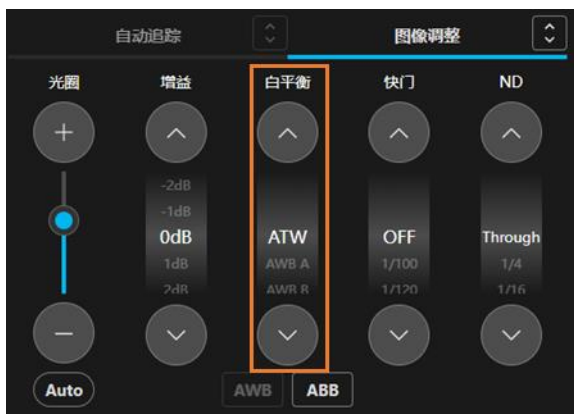 自动追踪 图像调整
光圈 增益 白平衡 快门 ND
-2dB
-1dB
0dB ATW OFF Through
1dB AWB A 1/100 1/4
2dB AWB B 1/120 1/16
Auto AWB ABB